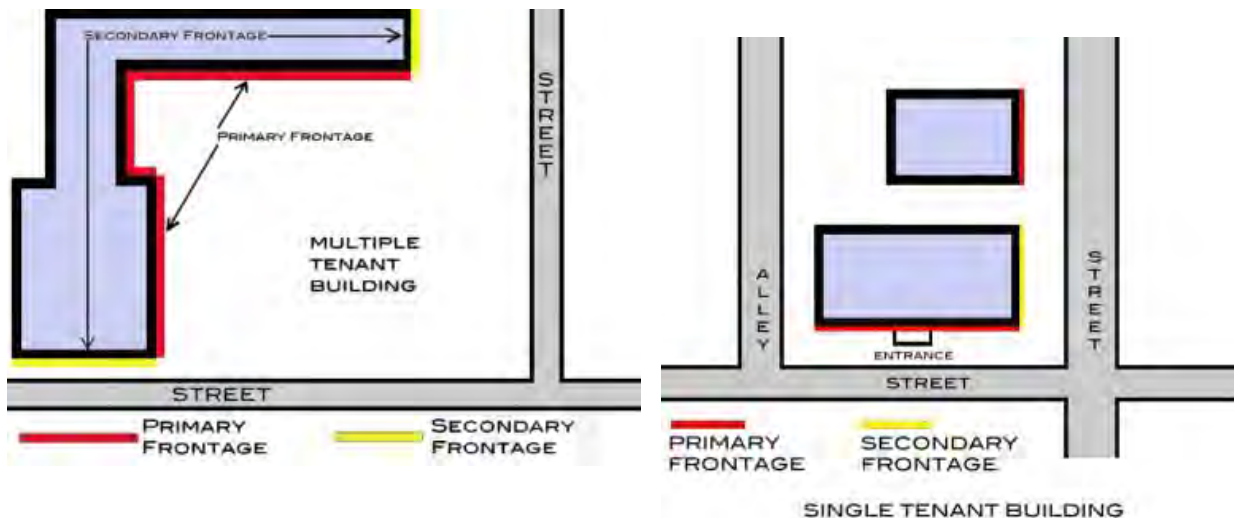 SECONDARY FRONTAGE
PRIMARY FRONTAGE
MULTIPLE
TENANT
BUILDING
STREET
STREET
PRIMARY
FRONTAGE
SECONDARY
FRONTAGE
ALLEY
STREET
ENTRANCE
STREET
PRIMARY
FRONTAGE
SECONDARY
FRONTAGE
SINGLE TENANT BUILDING